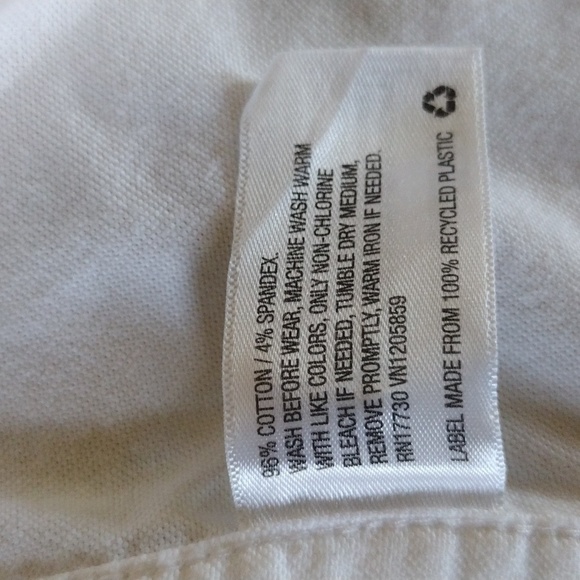 96% COTTON / 4% SPANDEX.
WASH BEFORE WEAR, MACHINE WASH WARM
WITH LIKE COLORS, ONLY NON-CHLORINE
BLEACH IF NEEDED, TUMBLE DRY MEDIUM,
REMOVE PROMPTLY, WARM IRON IF NEEDED.
RN17730 VN1205859
LABEL MADE FROM 100% RECYCLED PLASTIC